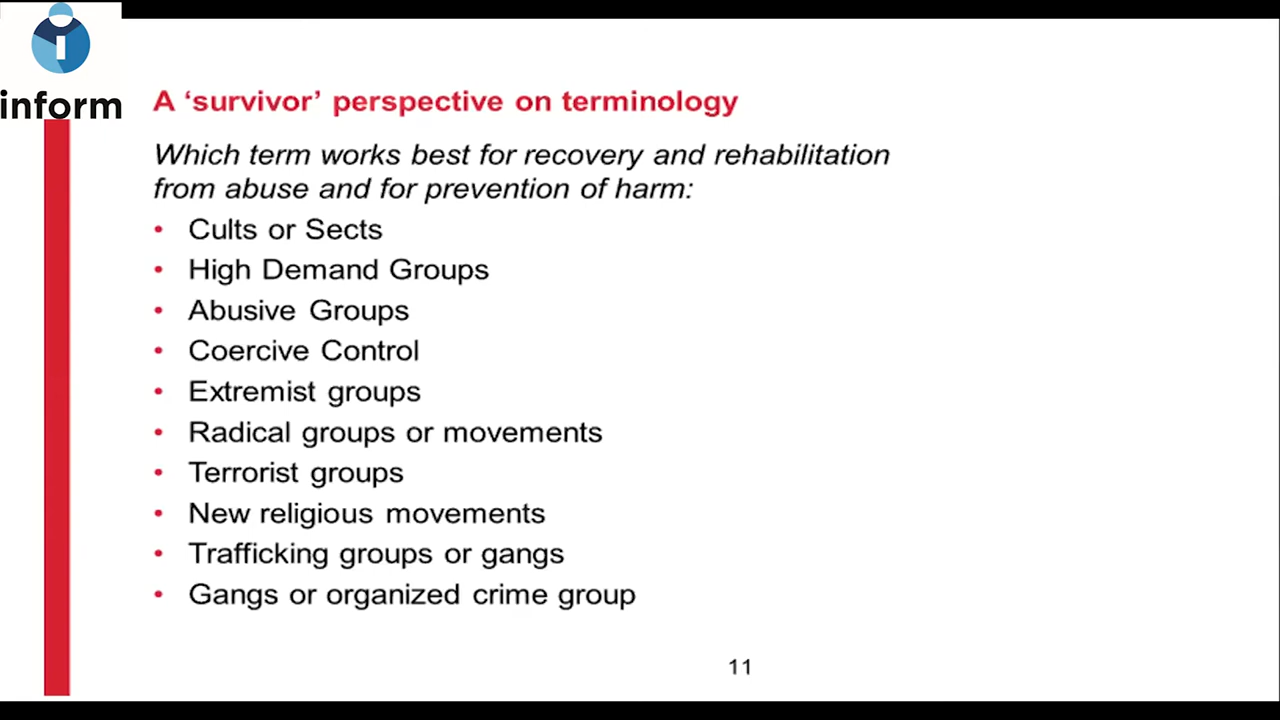 inform
A ‘survivor’ perspective on terminology
Which term works best for recovery and rehabilitation
from abuse and for prevention of harm:
• Cults or Sects
• High Demand Groups
• Abusive Groups
• Coercive Control
• Extremist groups
• Radical groups or movements
• Terrorist groups
• New religious movements
• Trafficking groups or gangs
• Gangs or organized crime group
11